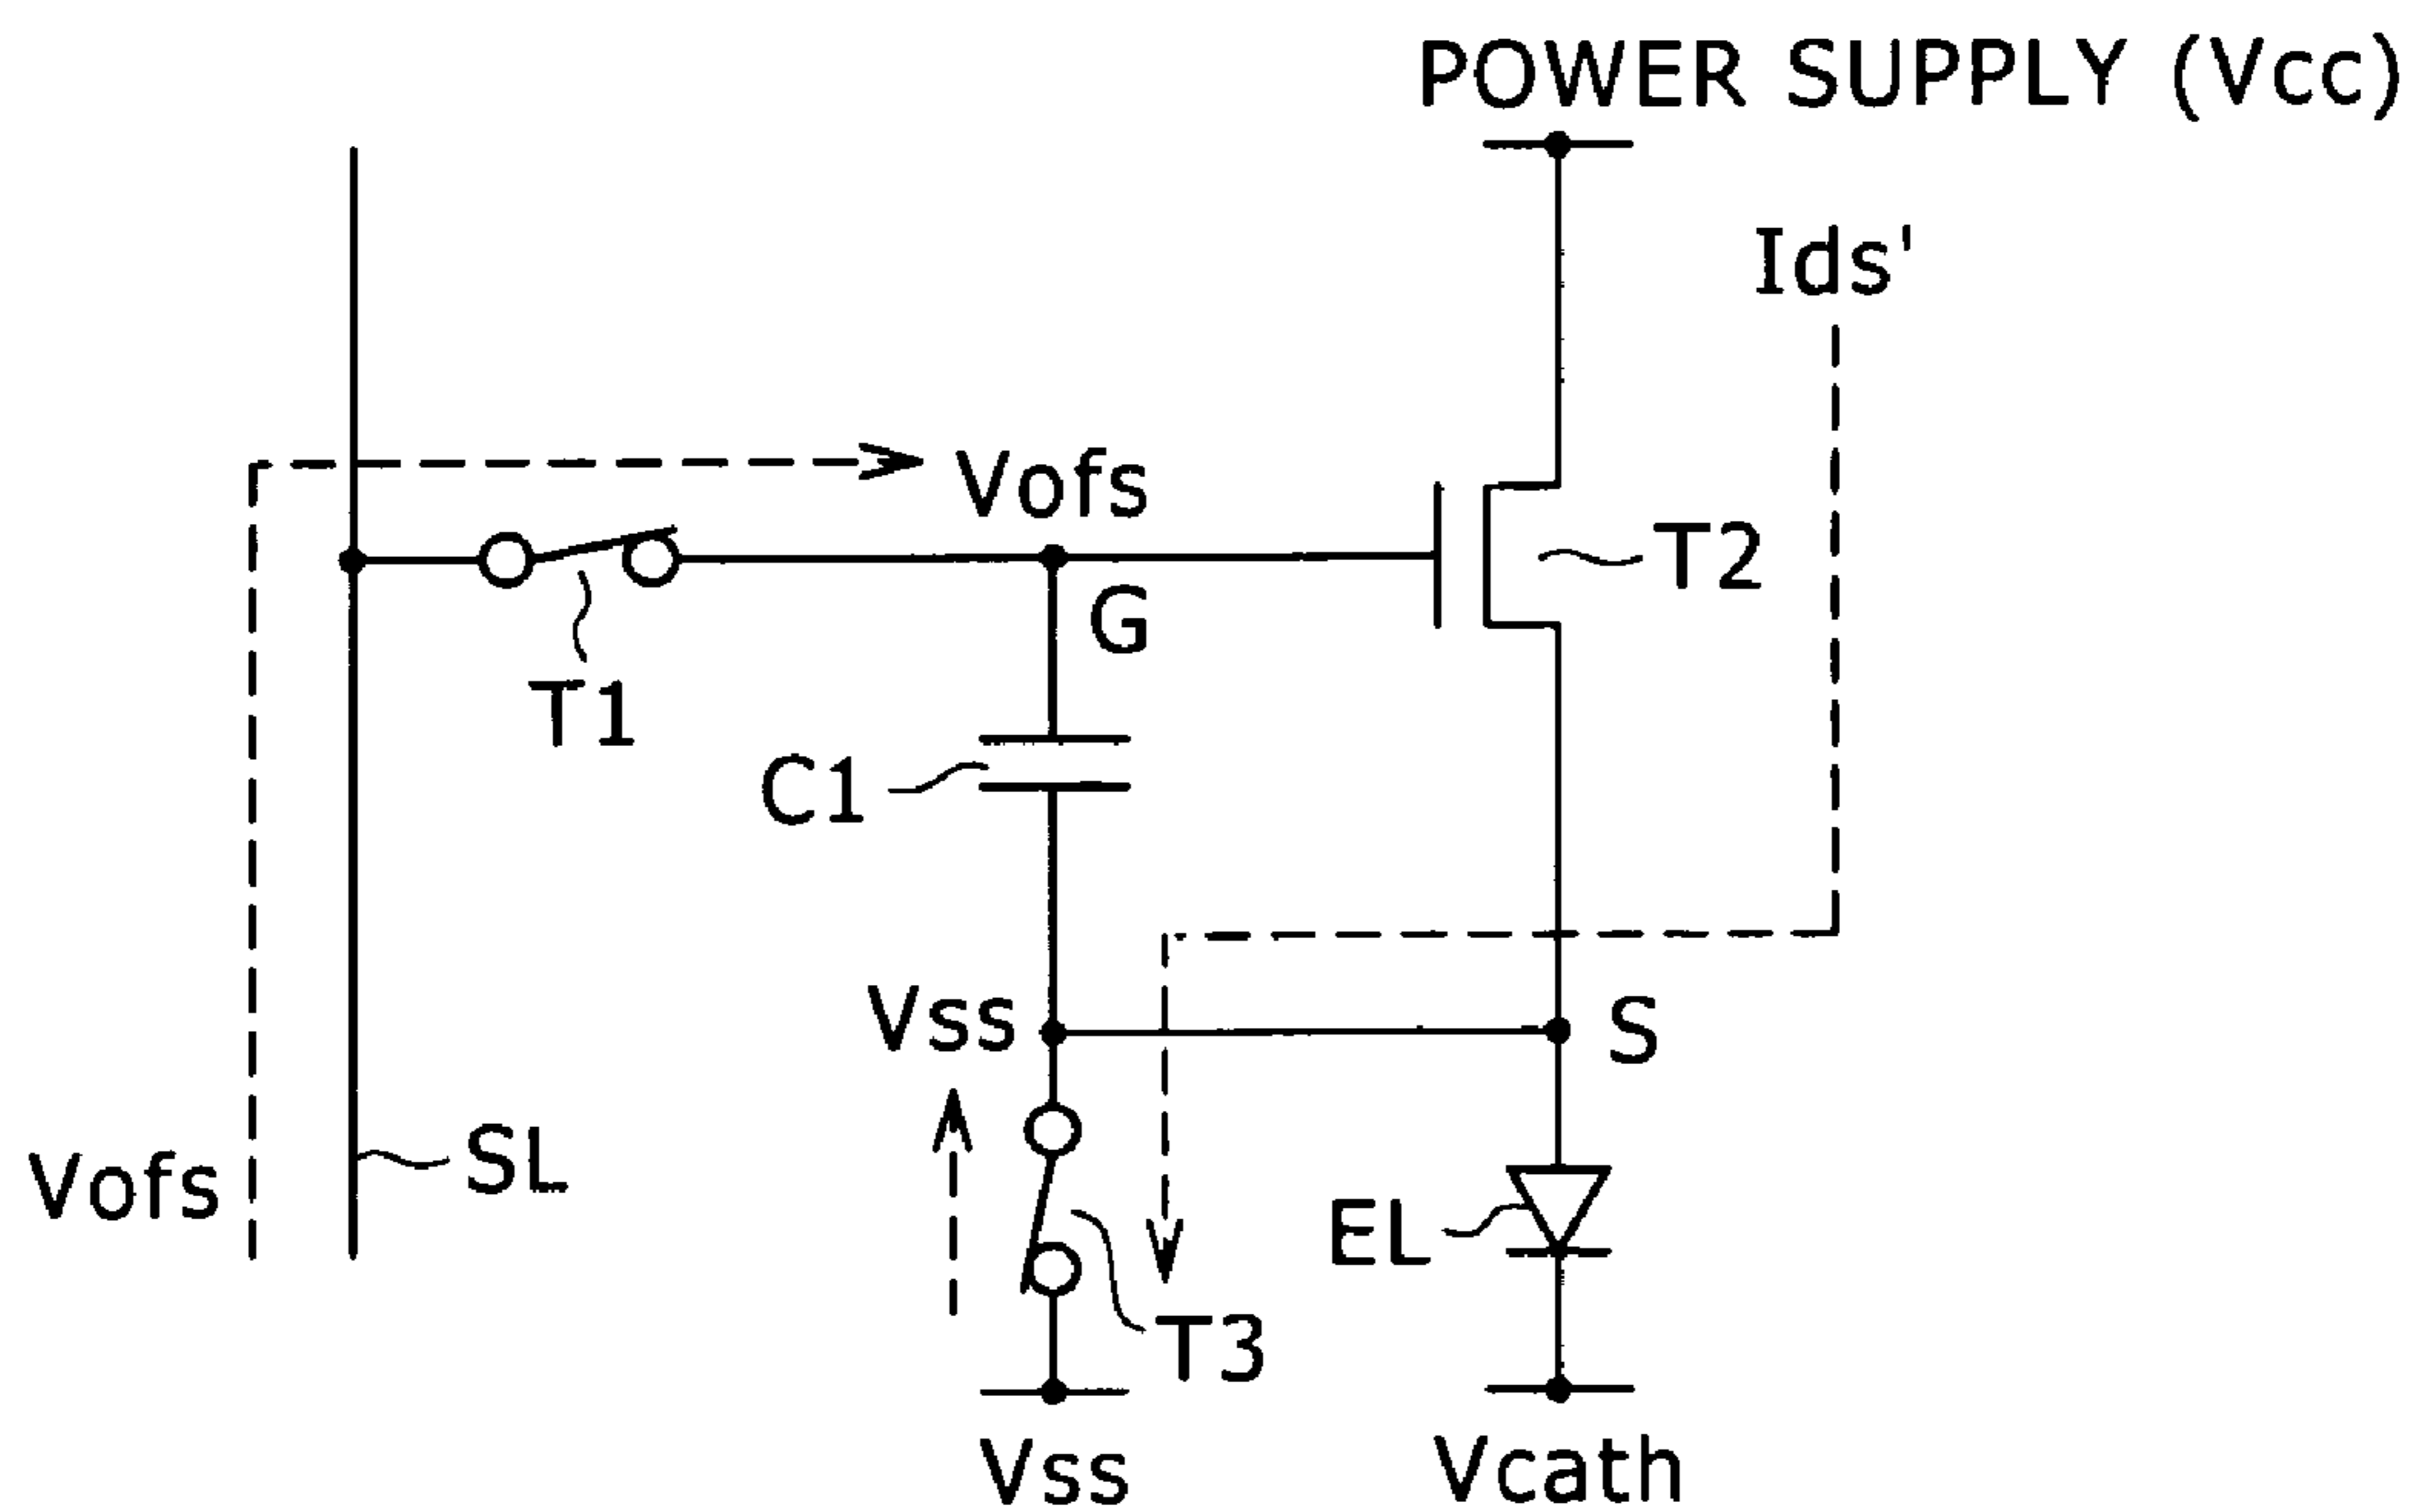 POWER SUPPLY (Vcc)
Ids'
Vofs
T2
G
T1
C1
Vss
S
SL
Vofs
EL
T3
Vss
Vcath